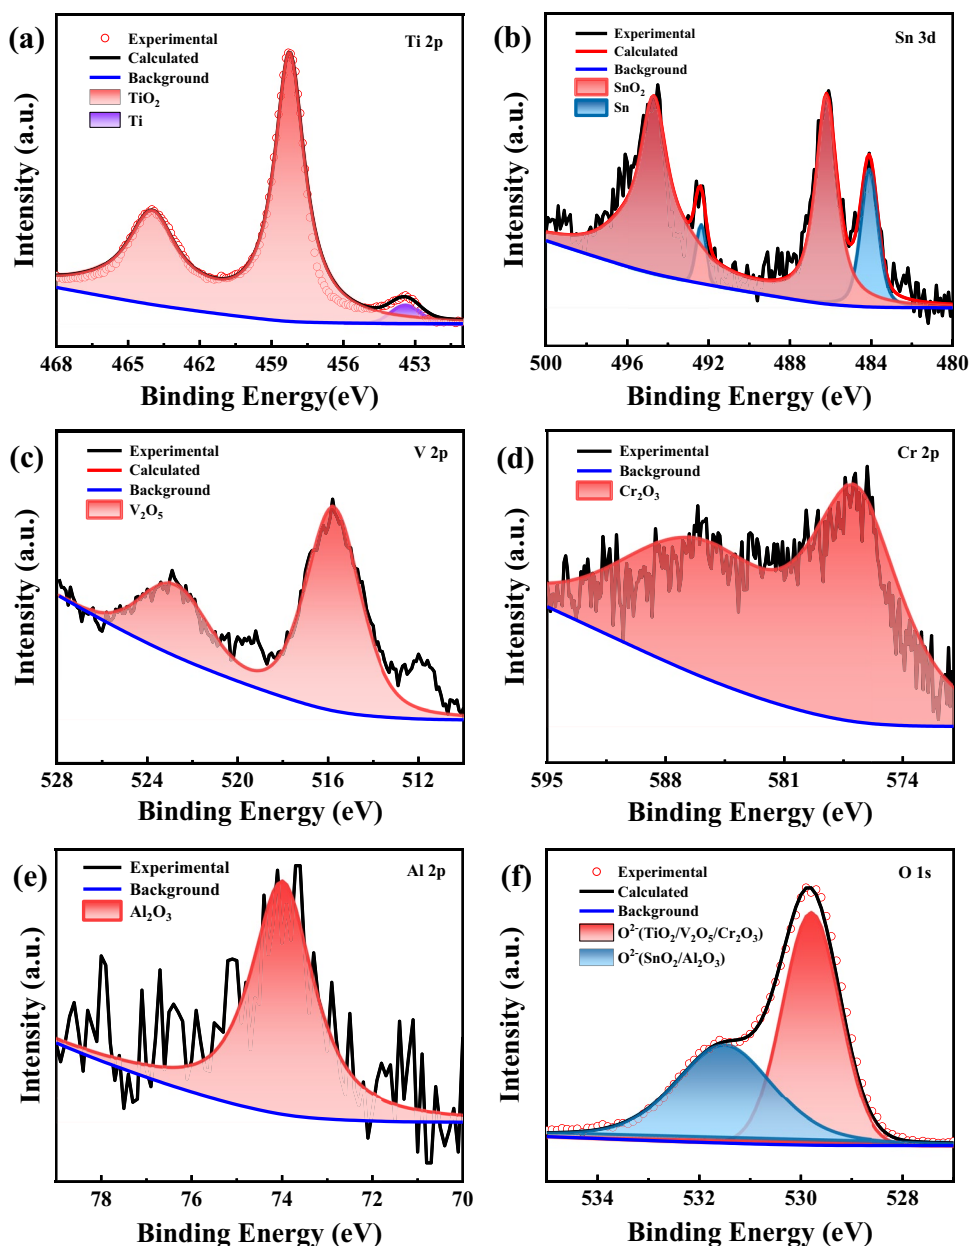 (a)
Experimental
Calculated
Background
TiO₂
Ti
Ti 2p
Intensity (a.u.)
468 465 462 459 456 453
Binding Energy(eV)
(b)
Experimental
Calculated
Background
SnO₂
Sn
Sn 3d
Intensity (a.u.)
500 496 492 488 484 480
Binding Energy (eV)
(c)
Experimental
Calculated
Background
V₂O₅
V 2p
Intensity (a.u.)
528 524 520 516 512
Binding Energy (eV)
(d)
Experimental
Background
Cr₂O₃
Cr 2p
Intensity (a.u.)
595 588 581 574
Binding Energy (eV)
(e)
Experimental
Background
Al₂O₃
Al 2p
Intensity (a.u.)
78 76 74 72 70
Binding Energy (eV)
(f)
Experimental
Calculated
Background
O²⁻(TiO₂/V₂O₅/Cr₂O₃)
O²⁻(SnO₂/Al₂O₃)
O 1s
Intensity (a.u.)
534 532 530 528
Binding Energy (eV)